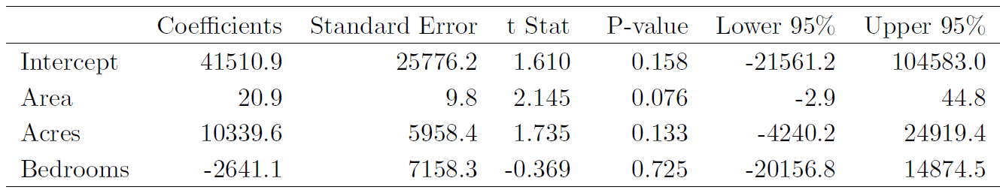 Coefficients Standard Error t Stat P-value Lower 95% Upper 95%
Intercept 41510.9 25776.2 1.610 0.158 -21561.2 104583.0
Area 20.9 9.8 2.145 0.076 -2.9 44.8
Acres 10339.6 5958.4 1.735 0.133 -4240.2 24919.4
Bedrooms -2641.1 7158.3 -0.369 0.725 -20156.8 14874.5